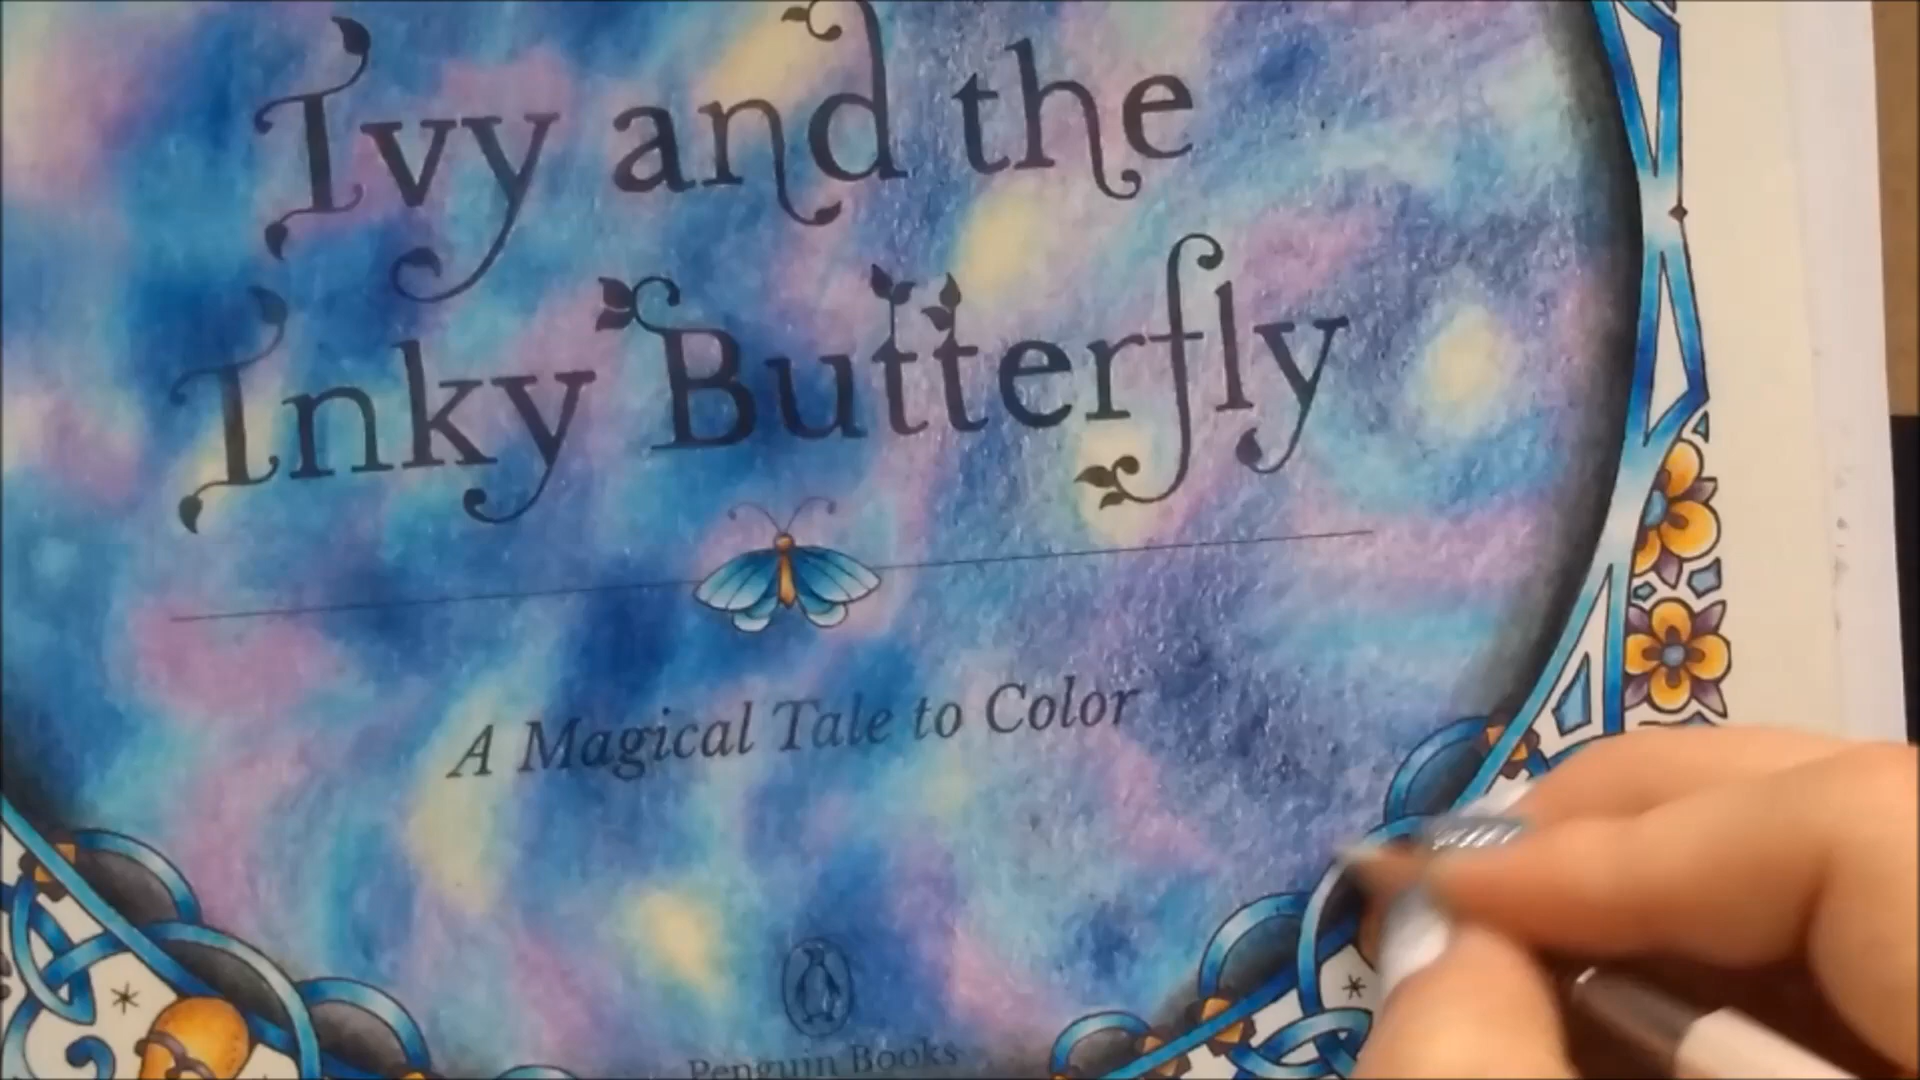 Ivy and the
Inky Butterfly
A Magical Tale to Color
Penguin Books